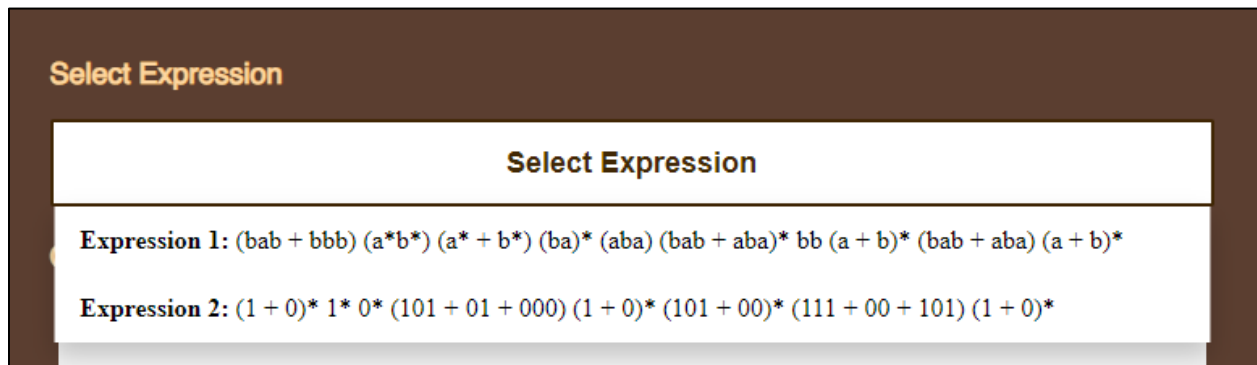 Select Expression
Select Expression
Expression 1: (bab + bbb) (a*b*) (a* + b*) (ba)* (aba) (bab + aba)* bb (a + b)* (bab + aba) (a + b)*
Expression 2: (1 + 0)* 1* 0* (101 + 01 + 000) (1 + 0)* (101 + 00)* (111 + 00 + 101) (1 + 0)*